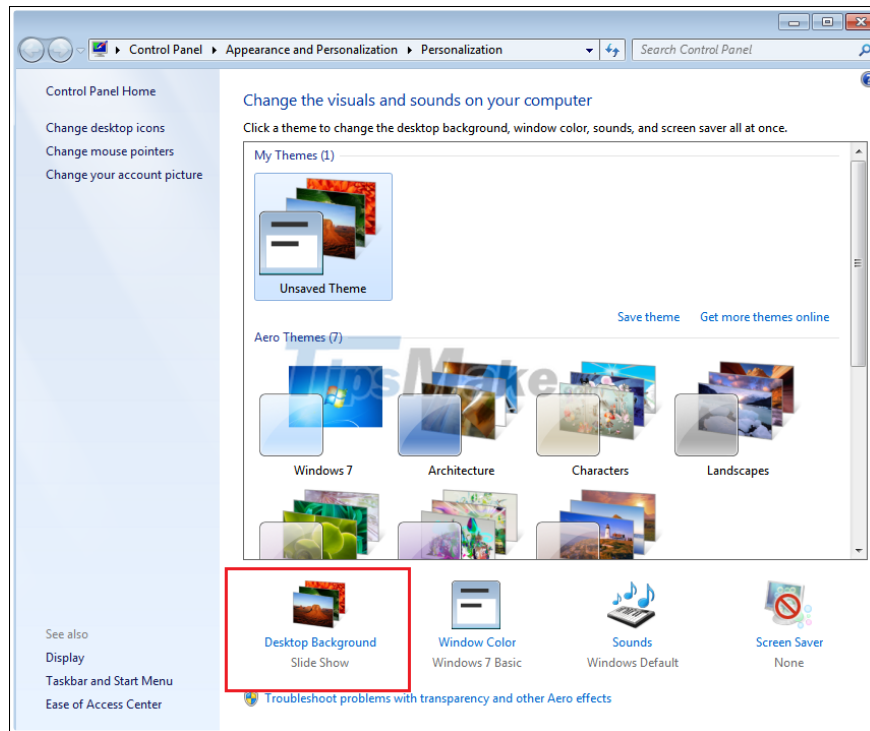 Control Panel ▸ Appearance and Personalization ▸ Personalization
Search Control Panel
Control Panel Home
Change desktop icons
Change mouse pointers
Change your account picture
Change the visuals and sounds on your computer
Click a theme to change the desktop background, window color, sounds, and screen saver all at once.
My Themes (1)
Unsaved Theme
Save theme Get more themes online
Aero Themes (7)
TipsMake.com
Windows 7 Architecture Characters Landscapes
Desktop Background Window Color Sounds Screen Saver
Slide Show Windows 7 Basic Windows Default None
Troubleshoot problems with transparency and other Aero effects
See also
Display
Taskbar and Start Menu
Ease of Access Center